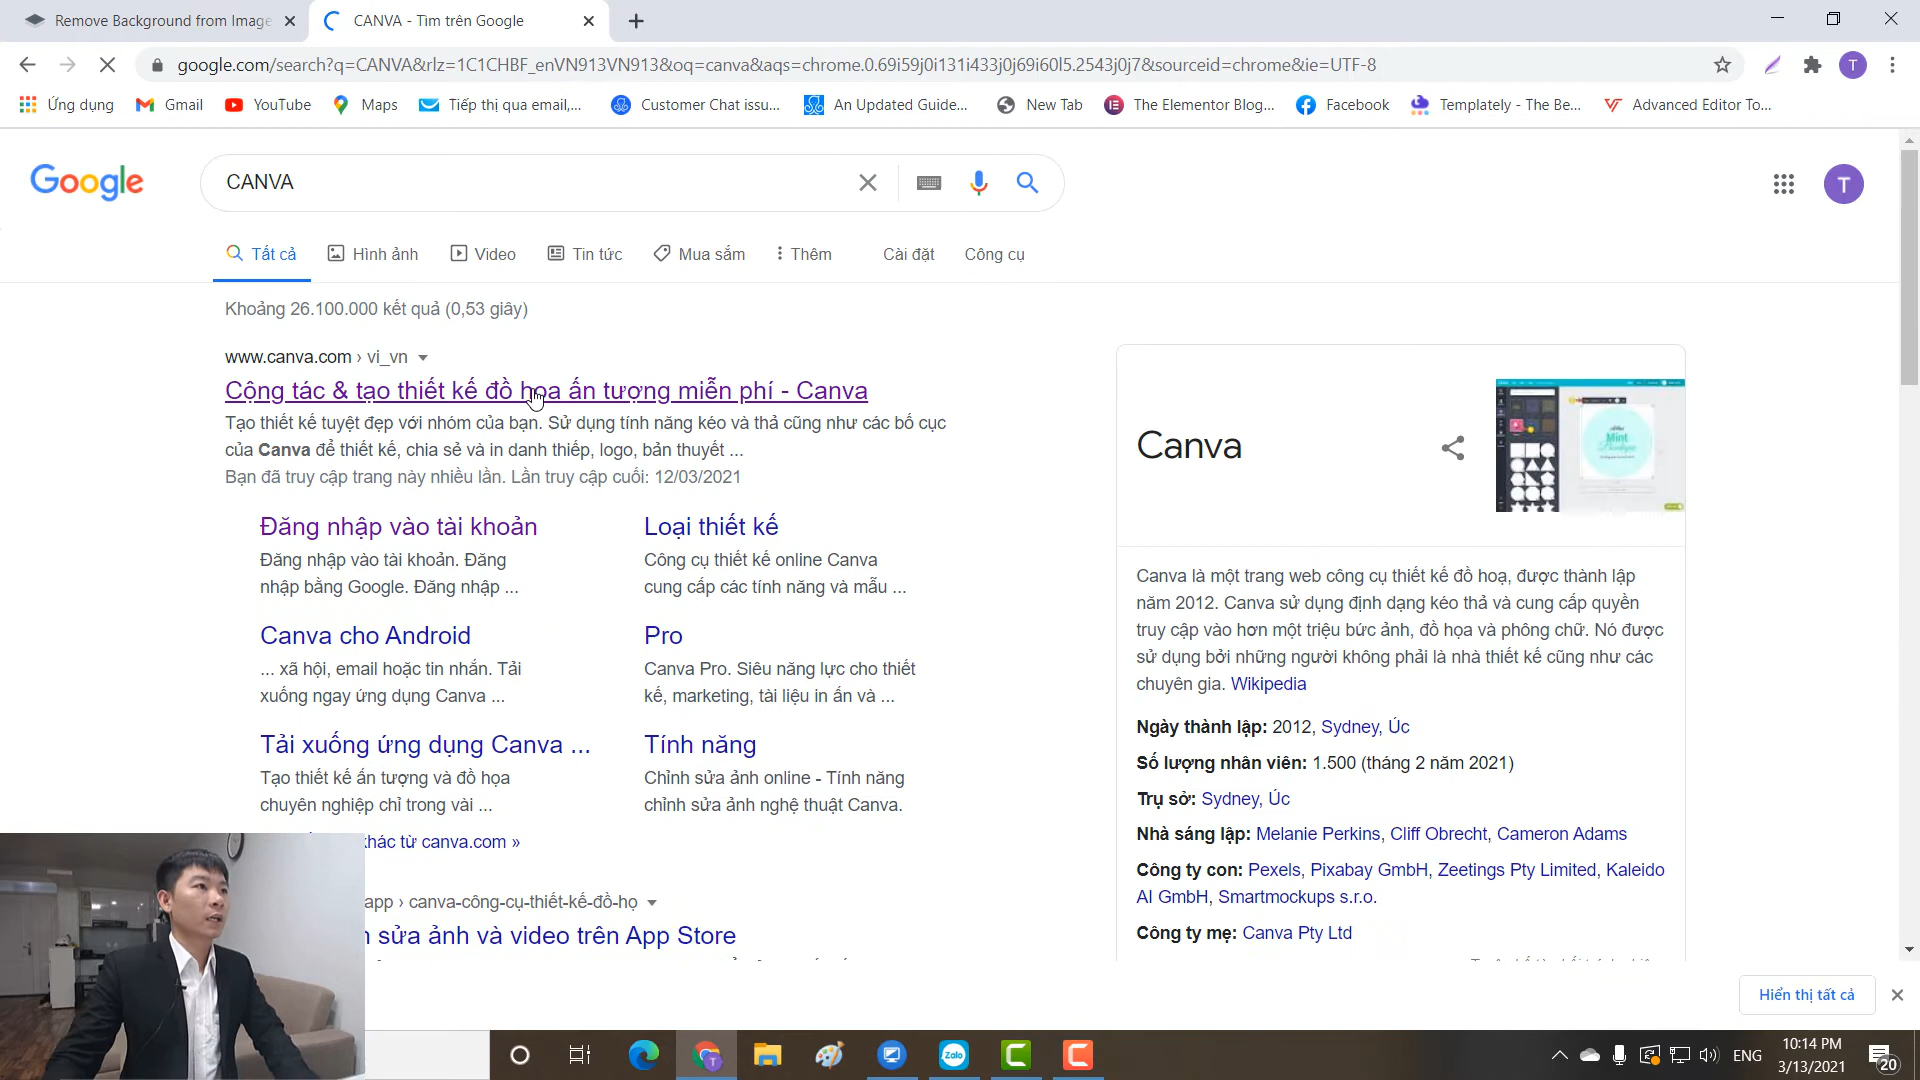 Remove Background from Image
CANVA - Tìm trên Google
google.com/search?q=CANVA&rlz=1C1CHBF_enVN913VN913&oq=canva&aqs=chrome.0.69i59j0i131i433j0j69i60l5.2543j0j7&sourceid=chrome&ie=UTF-8
T
Ứng dụng
Gmail
YouTube
Maps
Tiếp thị qua email,...
Customer Chat issu...
An Updated Guide...
New Tab
The Elementor Blog...
Facebook
Templately - The Be...
Advanced Editor To...
Google
CANVA
T
Tất cả
Hình ảnh
Video
Tin tức
Mua sắm
Thêm
Cài đặt
Công cụ
Khoảng 26.100.000 kết quả (0,53 giây)
www.canva.com › vi_vn
Cộng tác & tạo thiết kế đồ họa ấn tượng miễn phí - Canva
Tạo thiết kế tuyệt đẹp với nhóm của bạn. Sử dụng tính năng kéo và thả cũng như các bố cục
của Canva để thiết kế, chia sẻ và in danh thiếp, logo, bản thuyết ...
Bạn đã truy cập trang này nhiều lần. Lần truy cập cuối: 12/03/2021
Đăng nhập vào tài khoản
Đăng nhập vào tài khoản. Đăng
nhập bằng Google. Đăng nhập ...
Loại thiết kế
Công cụ thiết kế online Canva
cung cấp các tính năng và mẫu ...
Canva cho Android
... xã hội, email hoặc tin nhắn. Tải
xuống ngay ứng dụng Canva ...
Pro
Canva Pro. Siêu năng lực cho thiết
kế, marketing, tài liệu in ấn và ...
Tải xuống ứng dụng Canva ...
Tạo thiết kế ấn tượng và đồ họa
chuyên nghiệp chỉ trong vài ...
Tính năng
Chỉnh sửa ảnh online - Tính năng
chỉnh sửa ảnh nghệ thuật Canva.
khác từ canva.com »
app › canva-công-cụ-thiết-kế-đồ-họ
sửa ảnh và video trên App Store
Canva
Mint
Canva là một trang web công cụ thiết kế đồ hoạ, được thành lập
năm 2012. Canva sử dụng định dạng kéo thả và cung cấp quyền
truy cập vào hơn một triệu bức ảnh, đồ họa và phông chữ. Nó được
sử dụng bởi những người không phải là nhà thiết kế cũng như các
chuyên gia. Wikipedia
Ngày thành lập: 2012, Sydney, Úc
Số lượng nhân viên: 1.500 (tháng 2 năm 2021)
Trụ sở: Sydney, Úc
Nhà sáng lập: Melanie Perkins, Cliff Obrecht, Cameron Adams
Công ty con: Pexels, Pixabay GmbH, Zeetings Pty Limited, Kaleido
AI GmbH, Smartmockups s.r.o.
Công ty mẹ: Canva Pty Ltd
Hiển thị tất cả
T
Zalo
ENG
10:14 PM
3/13/2021
20